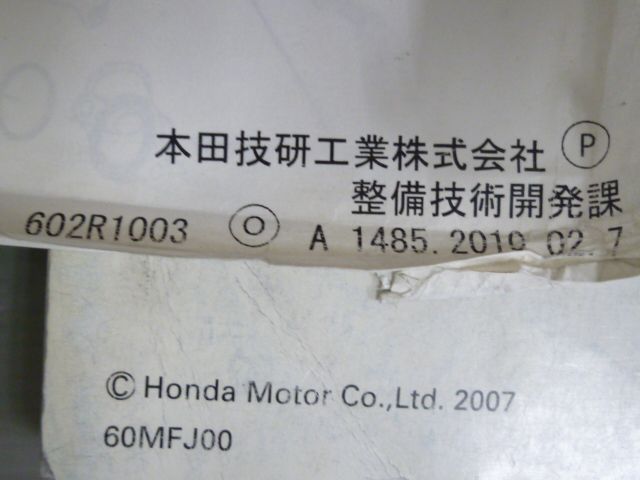 本田技研工業株式会社 Ⓟ
整備技術開発課
602R1003 Ⓞ A 1485.2010.02.7
© Honda Motor Co.,Ltd. 2007
60MFJ00